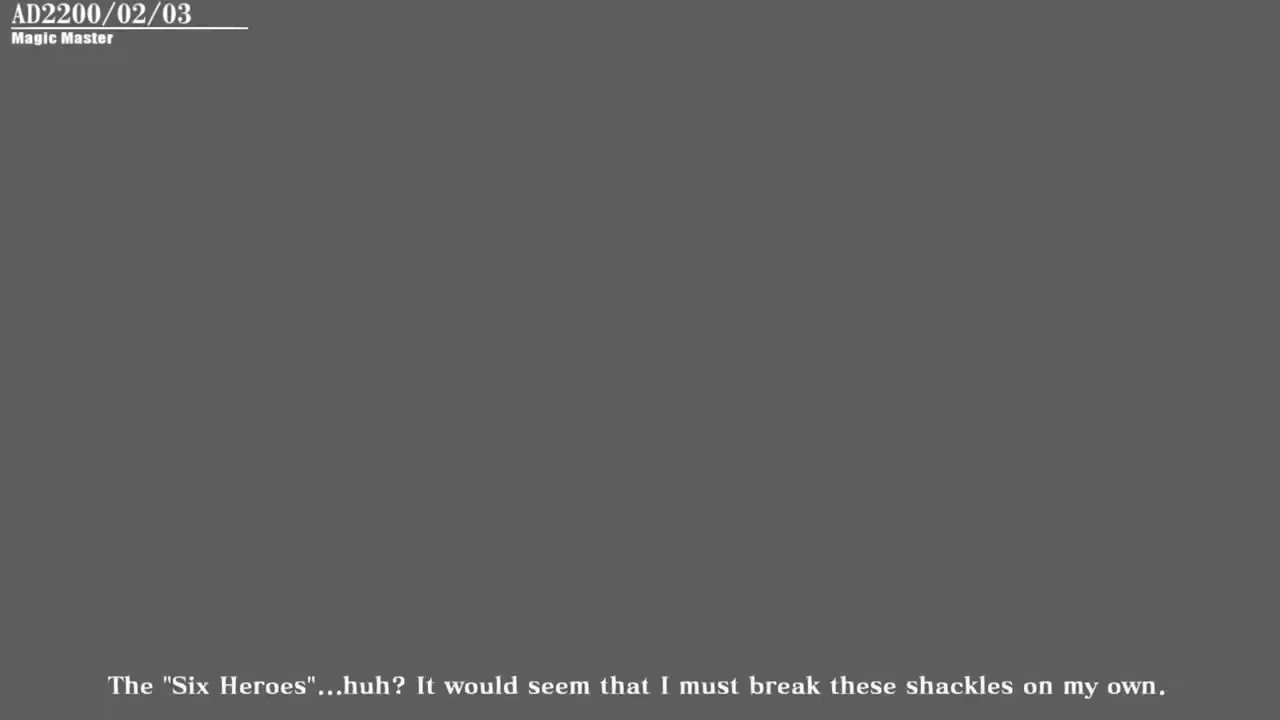 AD2200/02/03
Magic Master
The "Six Heroes"...huh? It would seem that I must break these shackles on my own.